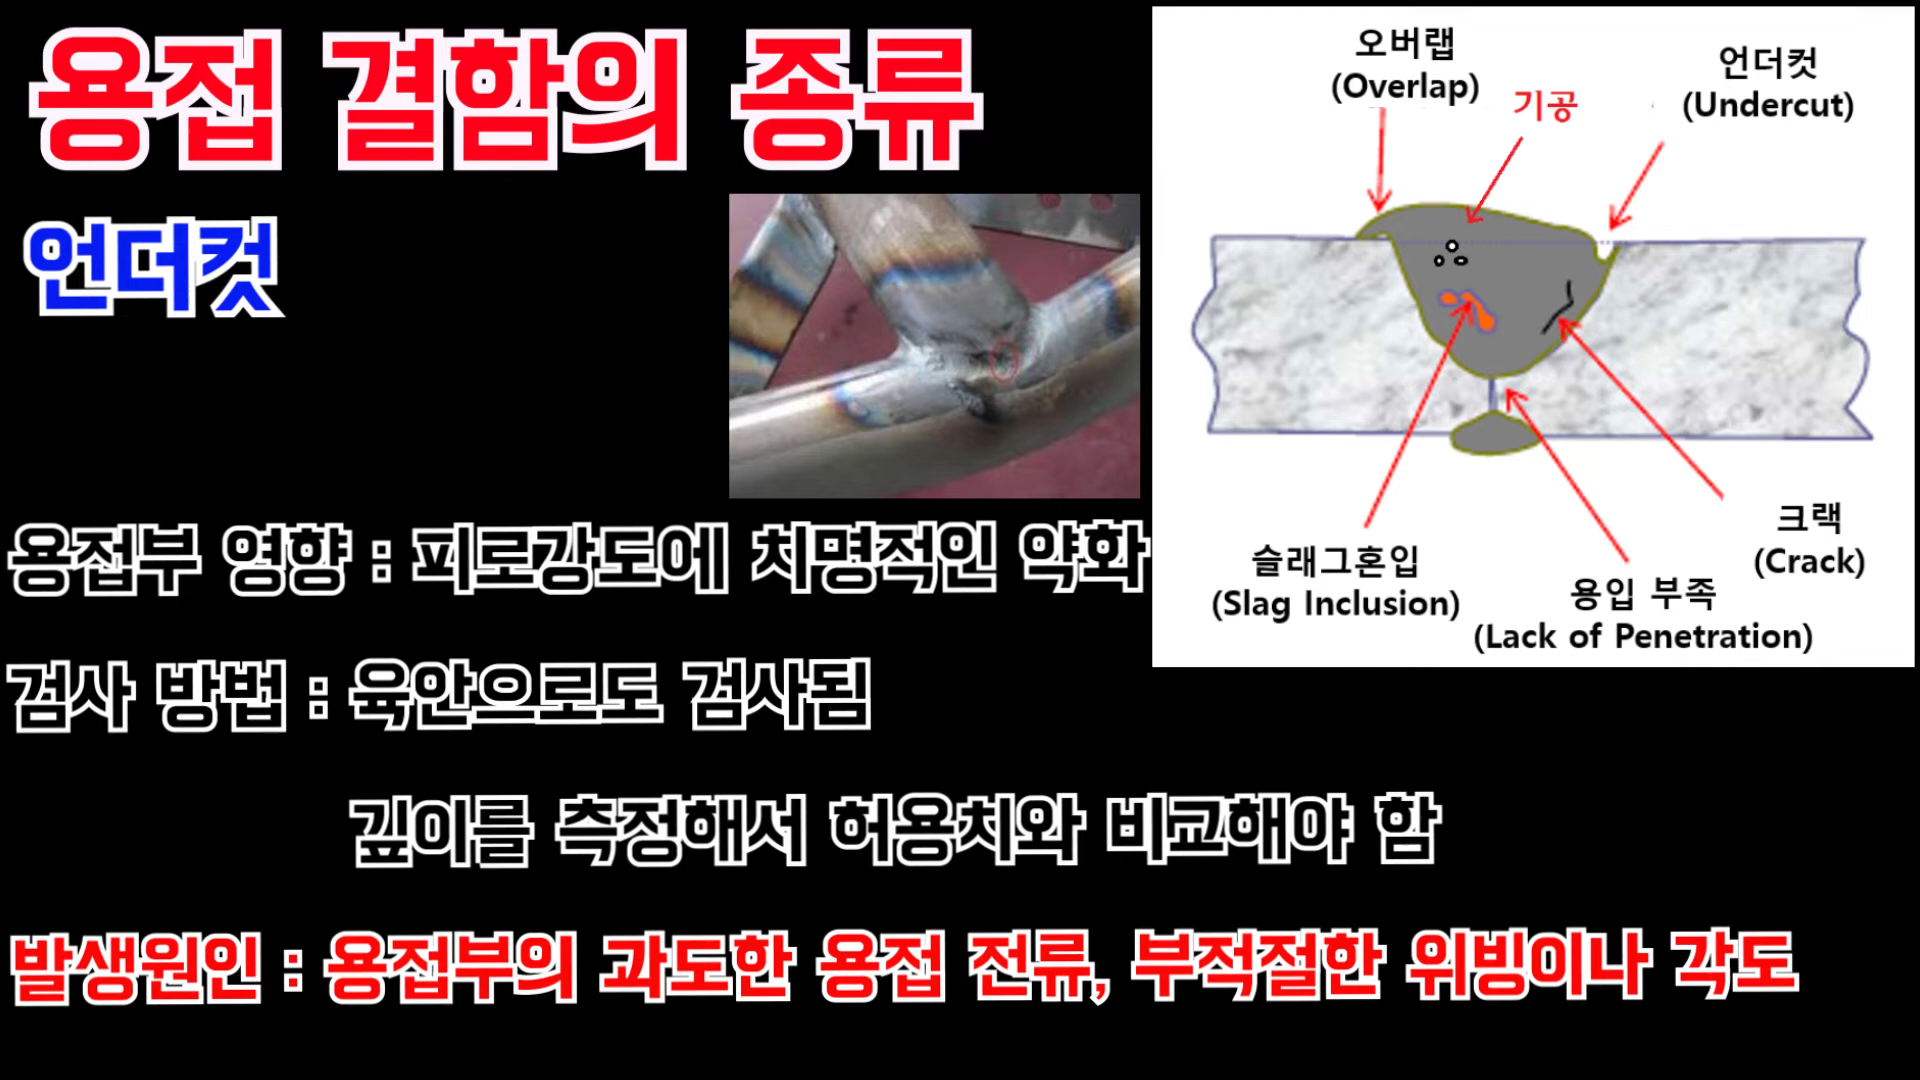 용접 결함의 종류
언더컷
용접부 영향 : 피로강도에 치명적인 약화
검사 방법 : 육안으로도 검사됨
깊이를 측정해서 허용치와 비교해야 함
발생원인 : 용접부의 과도한 용접 전류, 부적절한 위빙이나 각도
오버랩
(Overlap)
기공
언더컷
(Undercut)
슬래그혼입
(Slag Inclusion)
용입 부족
(Lack of Penetration)
크랙
(Crack)